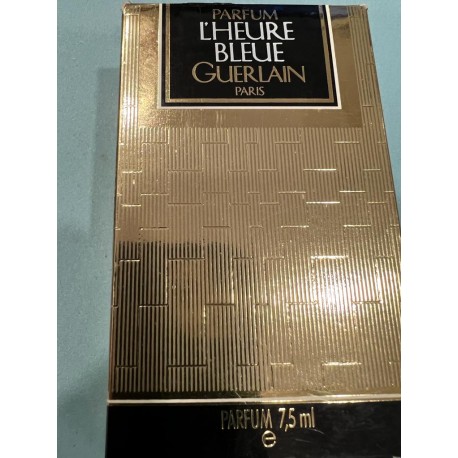 PARFUM
L'HEURE
BLEUE
GUERLAIN
PARIS
PARFUM 7,5 ml
e